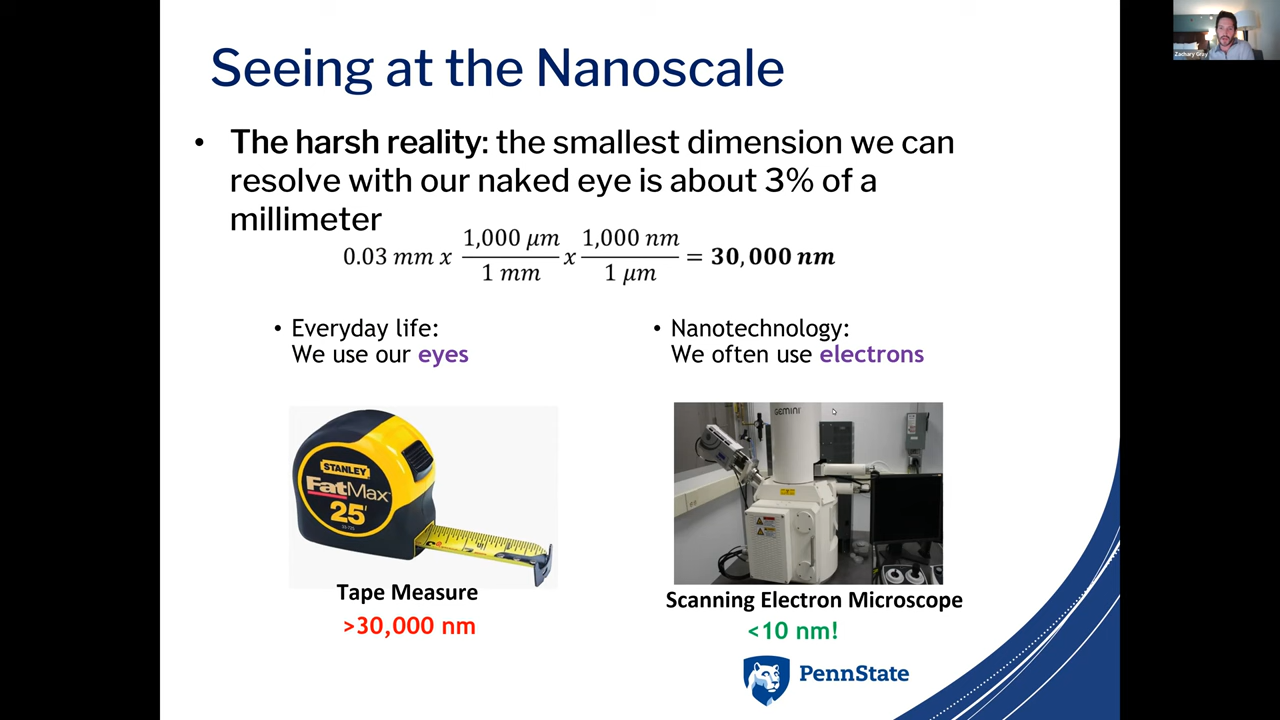 Seeing at the Nanoscale
Zachary Gray
• The harsh reality: the smallest dimension we can
resolve with our naked eye is about 3% of a
millimeter
0.03 mm x 1,000 μm / 1 mm x 1,000 nm / 1 μm = 30,000 nm
• Everyday life:
We use our eyes
• Nanotechnology:
We often use electrons
STANLEY
FatMax
25'
GEMINI
Tape Measure
>30,000 nm
Scanning Electron Microscope
<10 nm!
PennState